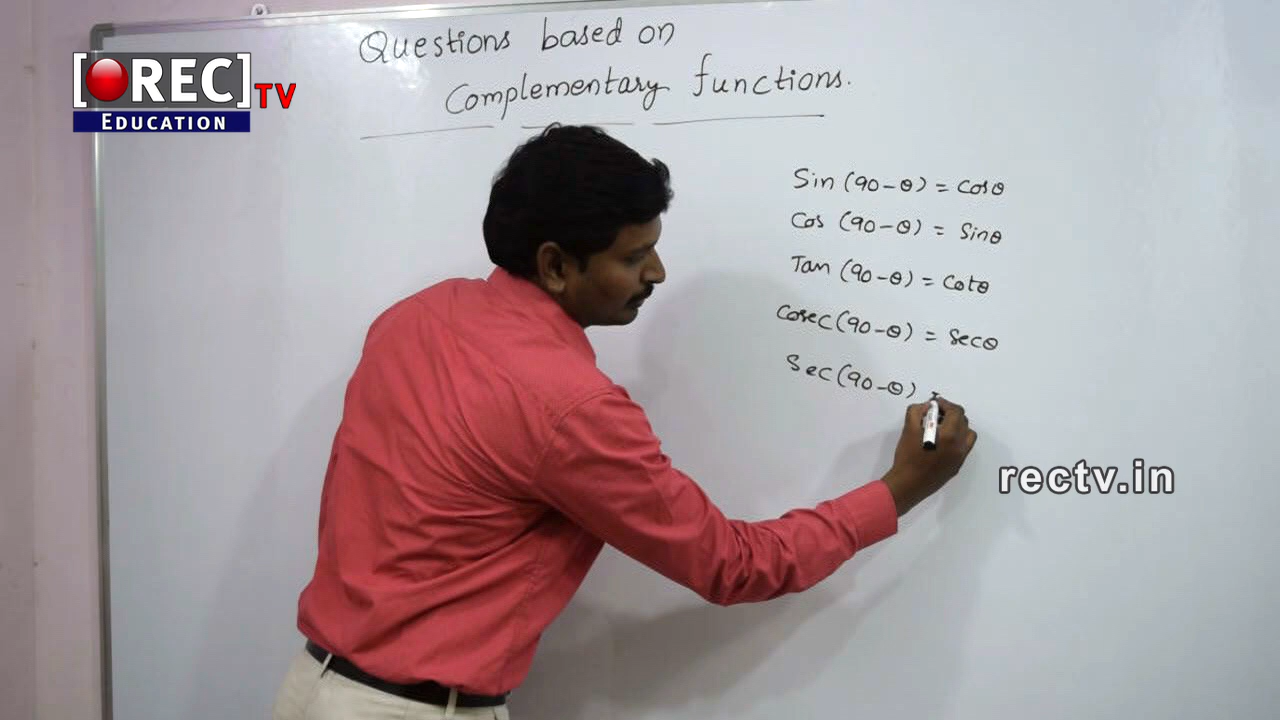 Questions based on
Complementary functions.
[REC] TV
EDUCATION
Sin (90-θ) = Cosθ
Cos (90-θ) = Sinθ
Tan (90-θ) = Cotθ
Cosec (90-θ) = Secθ
Sec (90-θ) =
rectv.in